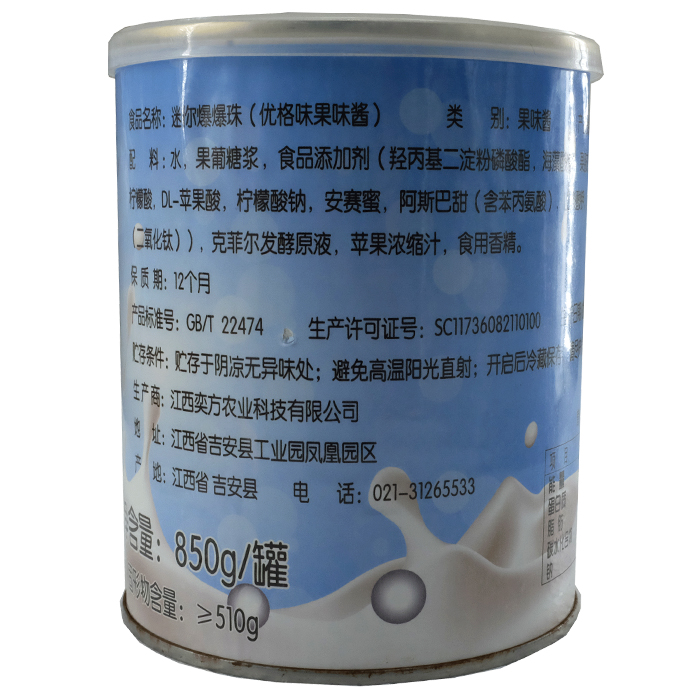 食品名称: 迷你爆爆珠（优格味果味酱） 类 别: 果味酱
配 料: 水, 果葡糖浆, 食品添加剂（羟丙基二淀粉磷酸酯, 海藻
柠檬酸, DL-苹果酸, 柠檬酸钠, 安赛蜜, 阿斯巴甜（含苯丙氨酸）,
（二氧化钛））, 克菲尔发酵原液, 苹果浓缩汁, 食用香精。
保 质 期: 12个月
产品标准号: GB/T 22474 生产许可证号: SC11736082110100
贮存条件: 贮存于阴凉无异味处; 避免高温阳光直射; 开启后冷藏保存
生 产 商: 江西奕方农业科技有限公司
地 址: 江西省吉安县工业园凤凰园区
产 地: 江西省 吉安县 电 话: 021-31265533
含量: 850g/罐
形物含量: ≥510g